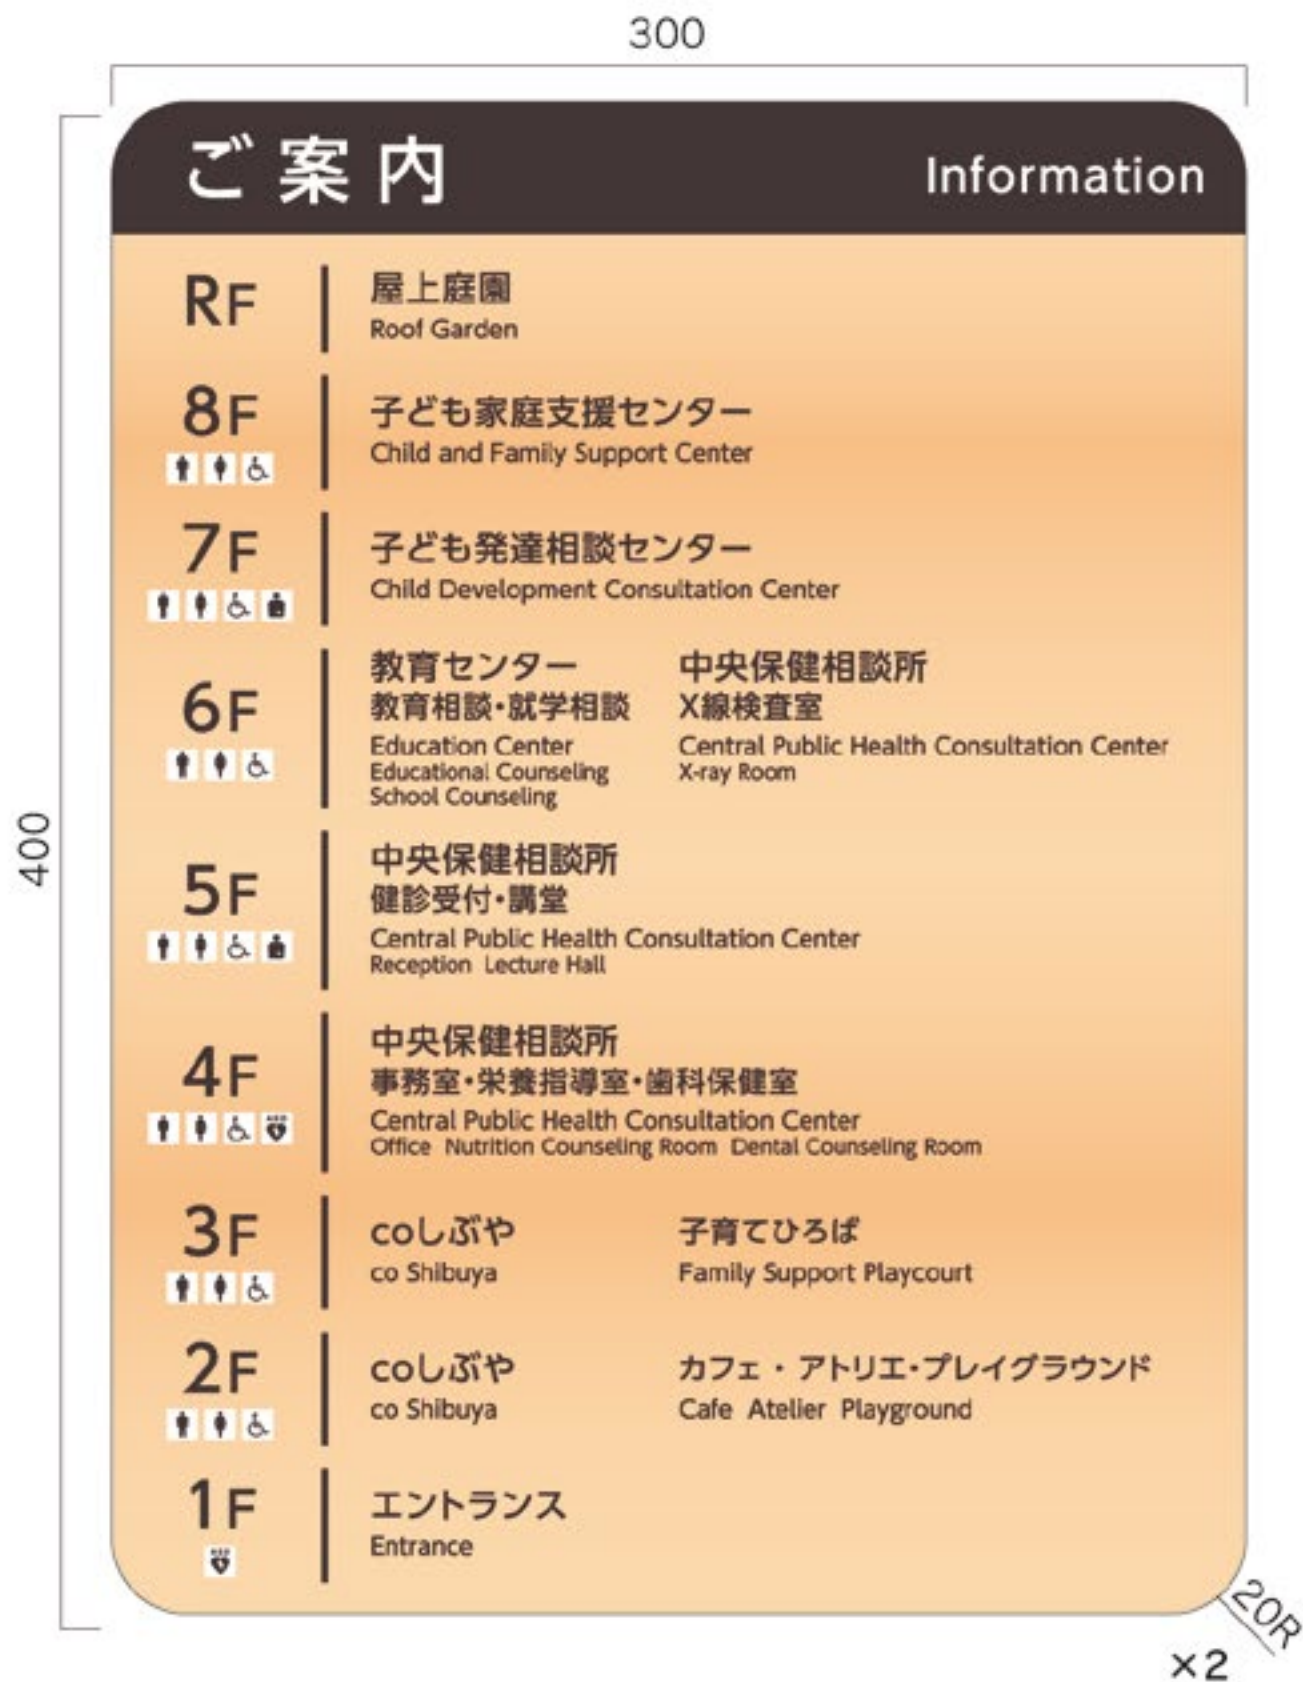 300
ご案内 Information
RF
屋上庭園
Roof Garden
8F
子ども家庭支援センター
Child and Family Support Center
7F
子ども発達相談センター
Child Development Consultation Center
6F
教育センター
教育相談・就学相談
Education Center
Educational Counseling
School Counseling
中央保健相談所
X線検査室
Central Public Health Consultation Center
X-ray Room
5F
中央保健相談所
健診受付・講堂
Central Public Health Consultation Center
Reception Lecture Hall
4F
中央保健相談所
事務室・栄養指導室・歯科保健室
Central Public Health Consultation Center
Office Nutrition Counseling Room Dental Counseling Room
3F
coしぶや
co Shibuya
子育てひろば
Family Support Playcourt
2F
coしぶや
co Shibuya
カフェ・アトリエ・プレイグラウンド
Cafe Atelier Playground
1F
エントランス
Entrance
400
20R
×2